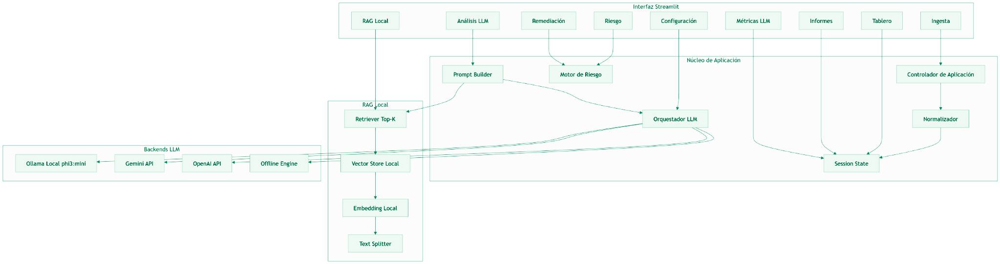 Interfaz Streamlit
RAG Local
Análisis LLM
Remediación
Riesgo
Configuración
Métricas LLM
Informes
Tablero
Ingesta
Núcleo de Aplicación
Prompt Builder
Motor de Riesgo
Controlador de Aplicación
RAG Local
Retriever Top-K
Orquestador LLM
Normalizador
Backends LLM
Ollama Local phi3:mini
Gemini API
OpenAI API
Offline Engine
Vector Store Local
Session State
Embedding Local
Text Splitter